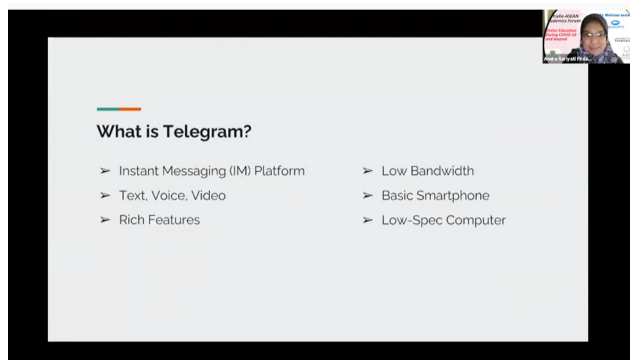 What is Telegram?
➢ Instant Messaging (IM) Platform
➢ Text, Voice, Video
➢ Rich Features
➢ Low Bandwidth
➢ Basic Smartphone
➢ Low-Spec Computer